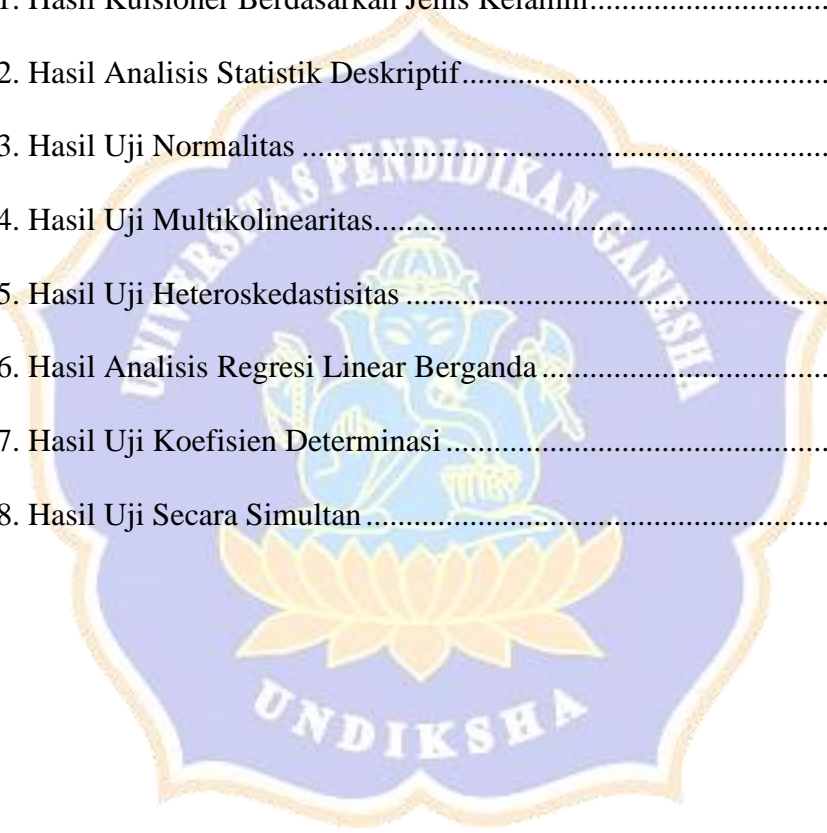 1. Hasil Kuisioner Berdasarkan Jenis Kelamin....................................
2. Hasil Analisis Statistik Deskriptif....................................................
3. Hasil Uji Normalitas ........................................................................
4. Hasil Uji Multikolinearitas...............................................................
5. Hasil Uji Heteroskedastisitas ...........................................................
6. Hasil Analisis Regresi Linear Berganda ..........................................
7. Hasil Uji Koefisien Determinasi ......................................................
8. Hasil Uji Secara Simultan ................................................................
UNIVERSITAS PENDIDIKAN GANESHA
UNDIKSHA